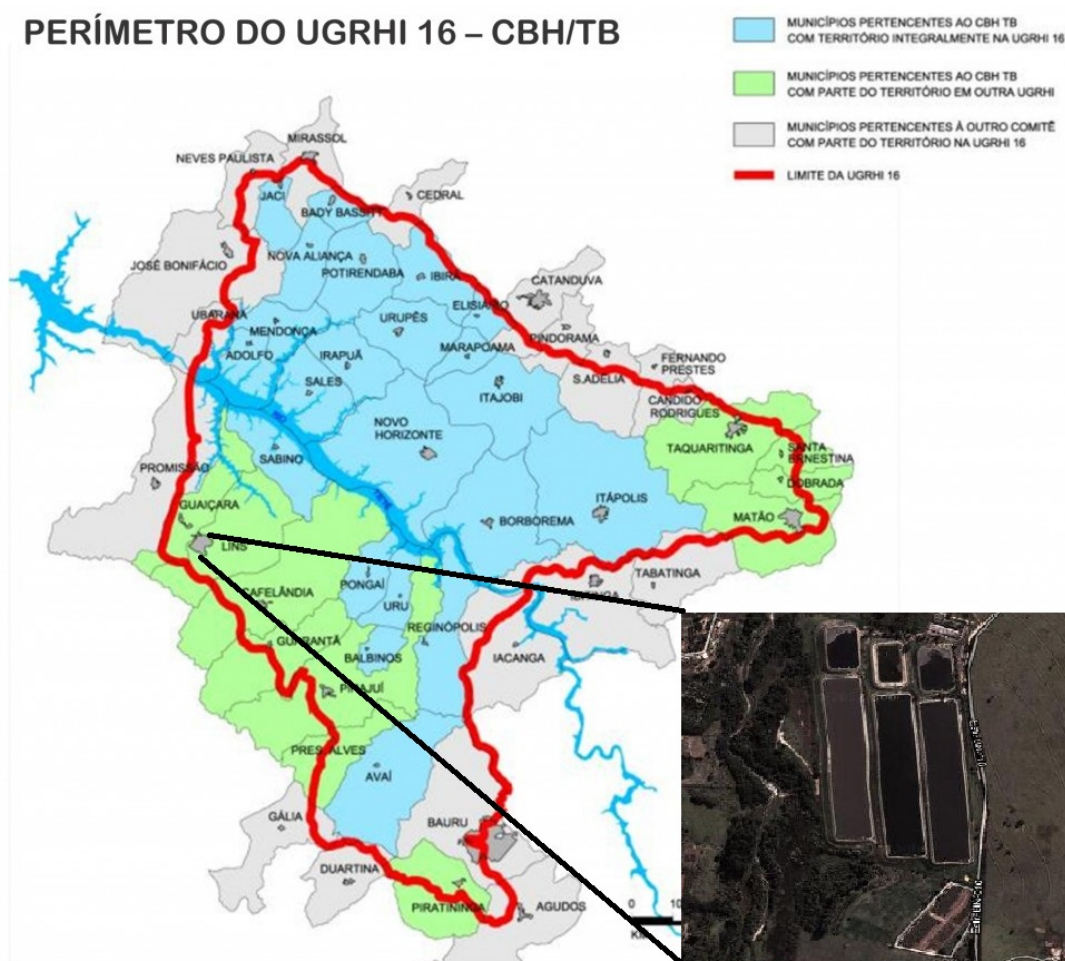 PERÍMETRO DO UGRHI 16 – CBH/TB
MUNICÍPIOS PERTENCENTES AO CBH TB
COM TERRITÓRIO INTEGRALMENTE NA UGRHI 16
MUNICÍPIOS PERTENCENTES AO CBH TB
COM PARTE DO TERRITÓRIO EM OUTRA UGRHI
MUNICÍPIOS PERTENCENTES À OUTRO COMITÊ
COM PARTE DO TERRITÓRIO NA UGRHI 16
LIMITE DA UGRHI 16
MIRASSOL
NEVES PAULISTA
JACI
CEDRAL
BADY BASSITT
NOVA ALIANÇA
JOSÉ BONIFÁCIO
POTIRENDABA
IBIRÁ
CATANDUVA
ELISIÁRIO
UBARANA
MENDONÇA
URUPÊS
PINDORAMA
ADOLFO
IRAPUÃ
MARAPOAMA
FERNANDO
PRESTES
S.ADELIA
SALES
ITAJOBI
CANDIDO
RODRIGUES
NOVO
HORIZONTE
TAQUARITINGA
SANTA
ERNESTINA
SABINO
PROMISSÃO
DOBRADA
GUAIÇARA
ITÁPOLIS
MATÃO
BORBOREMA
LINS
TABATINGA
PONGAÍ
CAFELÂNDIA
URU
GUARANTÃ
REGINÓPOLIS
IACANGA
BALBINOS
PIRAJUÍ
PRES. ALVES
AVAÍ
GÁLIA
BAURU
DUARTINA
PIRATININGA
AGUDOS
0